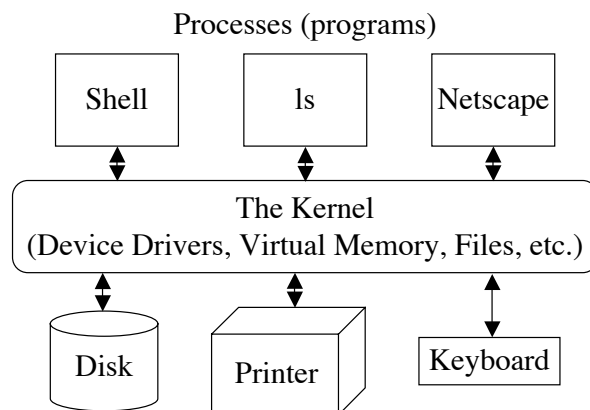 Processes (programs)
Shell
ls
Netscape
The Kernel
(Device Drivers, Virtual Memory, Files, etc.)
Disk
Printer
Keyboard